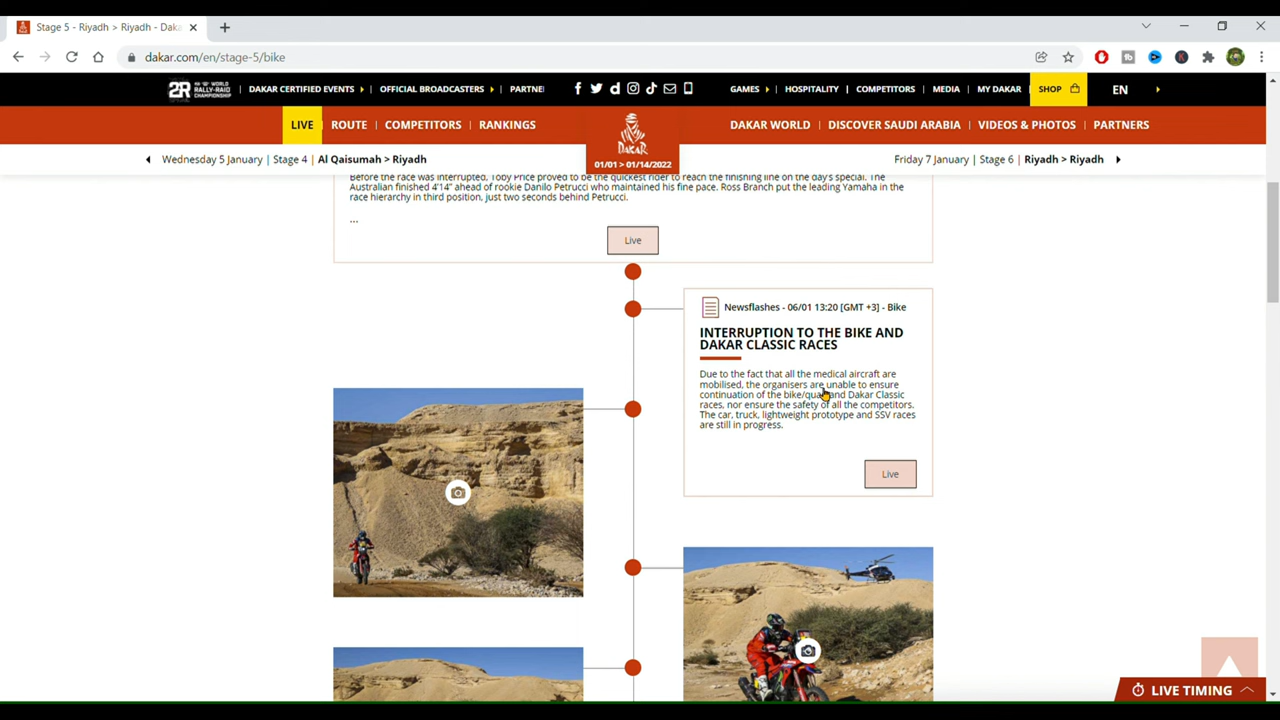 Stage 5 - Riyadh > Riyadh - Daka
dakar.com/en/stage-5/bike
2R WORLD RALLY-RAID CHAMPIONSHIP
DAKAR CERTIFIED EVENTS
OFFICIAL BROADCASTERS
PARTNE
GAMES
HOSPITALITY
COMPETITORS
MEDIA
MY DAKAR
SHOP
EN
LIVE
ROUTE
COMPETITORS
RANKINGS
DAKAR
01/01 > 01/14/2022
DAKAR WORLD
DISCOVER SAUDI ARABIA
VIDEOS & PHOTOS
PARTNERS
Wednesday 5 January | Stage 4 | Al Qaisumah > Riyadh
Friday 7 January | Stage 6 | Riyadh > Riyadh
Before the race was interrupted, Toby Price proved to be the quickest rider to reach the finishing line on the day's special. The
Australian finished 4'14" ahead of rookie Danilo Petrucci who maintained his fine pace. Ross Branch put the leading Yamaha in the
race hierarchy in third position, just two seconds behind Petrucci.
...
Live
Newsflashes - 06/01 13:20 [GMT +3] - Bike
INTERRUPTION TO THE BIKE AND
DAKAR CLASSIC RACES
Due to the fact that all the medical aircraft are
mobilised, the organisers are unable to ensure
continuation of the bike/quad and Dakar Classic
races, nor ensure the safety of all the competitors.
The car, truck, lightweight prototype and SSV races
are still in progress.
Live
LIVE TIMING